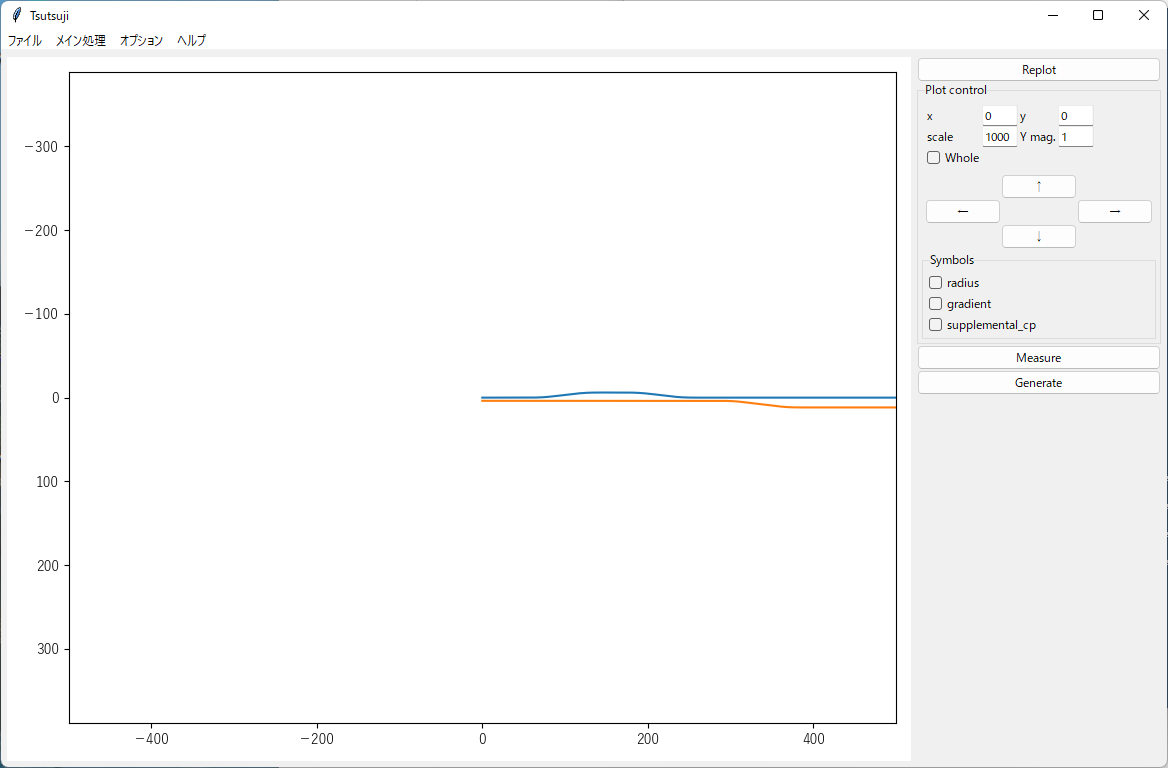 Tsutsuji
ファイル メイン処理 オプション ヘルプ
Replot
Plot control
x 0 y 0
scale 1000 Y mag. 1
Whole
↑
← →
↓
Symbols
radius
gradient
supplemental_cp
Measure
Generate
−300
−200
−100
0
100
200
300
−400 −200 0 200 400